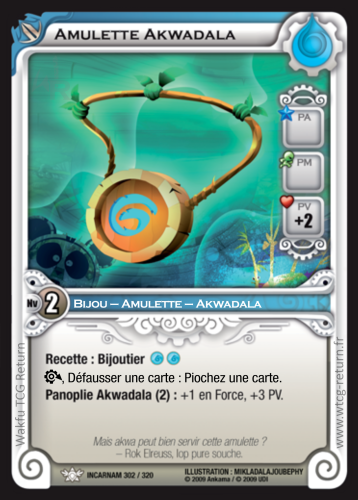 Amulette Akwadala
PA
PM
PV
+2
Nv 2 Bijou – Amulette – Akwadala
Recette : Bijoutier
, Défausser une carte : Piochez une carte.
Panoplie Akwadala (2) : +1 en Force, +3 PV.
Mais akwa peut bien servir cette amulette ?
– Rok Elreuss, Iop pure souche.
INCARNAM 302 / 320
ILLUSTRATION : MIKLADALAJOUBEPHY
© 2009 Ankama / © 2009 UDI
Wakfu TCG Return
www.wtcg-return.fr